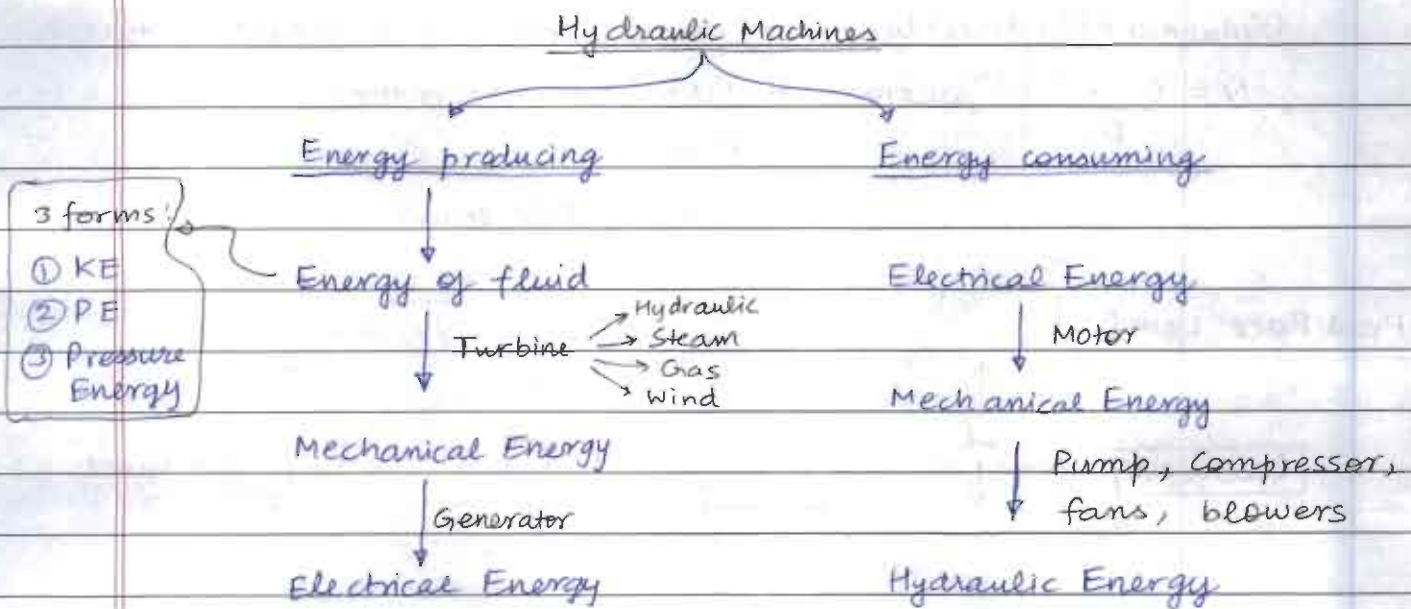 Hydraulic Machines
Energy producing
Energy consuming
3 forms:
① KE
② PE
③ Pressure
Energy
Energy of fluid
Turbine
Hydraulic
Steam
Gas
Wind
Mechanical Energy
Generator
Electrical Energy
Electrical Energy
Motor
Mechanical Energy
Pump, Compressor,
fans, blowers
Hydraulic Energy